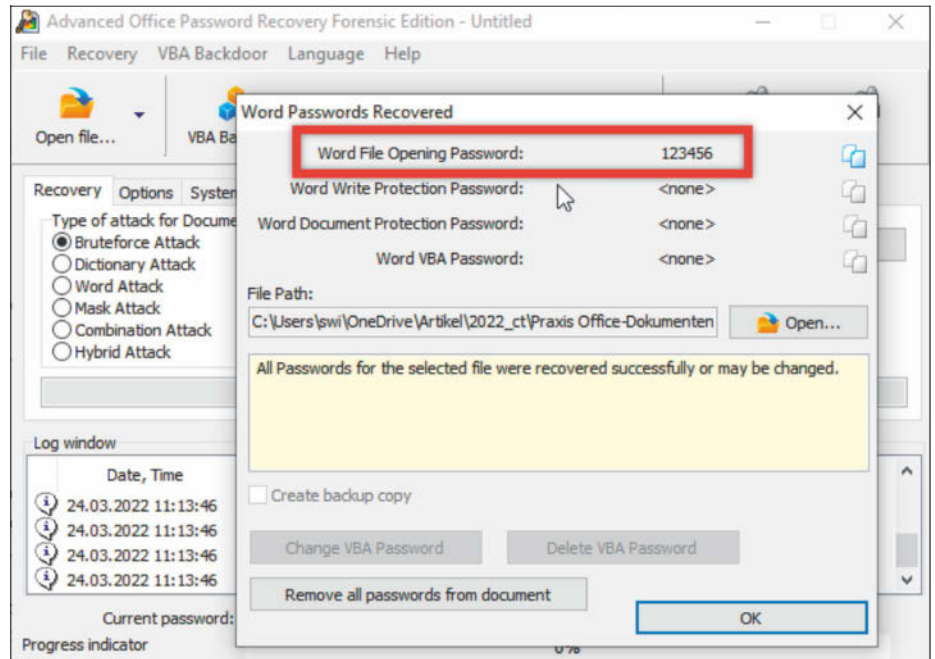 Advanced Office Password Recovery Forensic Edition - Untitled
File Recovery VBA Backdoor Language Help
Open file...
VBA Ba
Word Passwords Recovered
Word File Opening Password: 123456
Word Write Protection Password: <none>
Word Document Protection Password: <none>
Word VBA Password: <none>
File Path:
C:\Users\swi\OneDrive\Artikel\2022_ct\Praxis Office-Dokumenten
Open...
All Passwords for the selected file were recovered successfully or may be changed.
Create backup copy
Change VBA Password Delete VBA Password
Remove all passwords from document
OK
Recovery Options System
Type of attack for Docume
Bruteforce Attack
Dictionary Attack
Word Attack
Mask Attack
Combination Attack
Hybrid Attack
Log window
Date, Time
24.03.2022 11:13:46
24.03.2022 11:13:46
24.03.2022 11:13:46
24.03.2022 11:13:46
Current password:
Progress indicator
0%